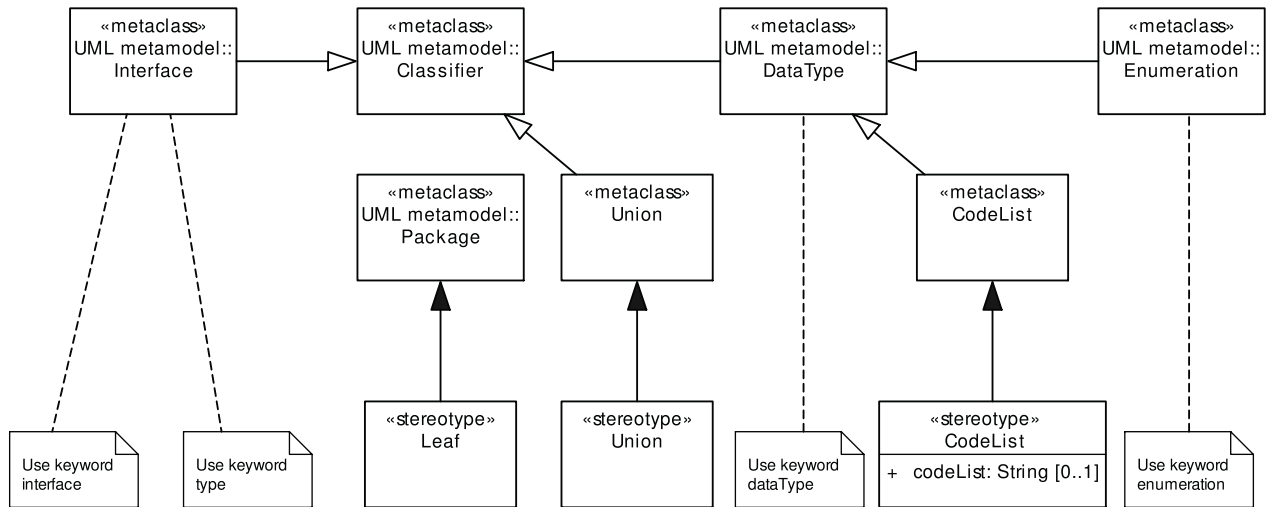 «metaclass»
UML metamodel::
Interface
«metaclass»
UML metamodel::
Classifier
«metaclass»
UML metamodel::
DataType
«metaclass»
UML metamodel::
Enumeration
«metaclass»
UML metamodel::
Package
«metaclass»
Union
«metaclass»
CodeList
Use keyword
interface
Use keyword
type
«stereotype»
Leaf
«stereotype»
Union
Use keyword
dataType
«stereotype»
CodeList
+ codeList: String [0..1]
Use keyword
enumeration